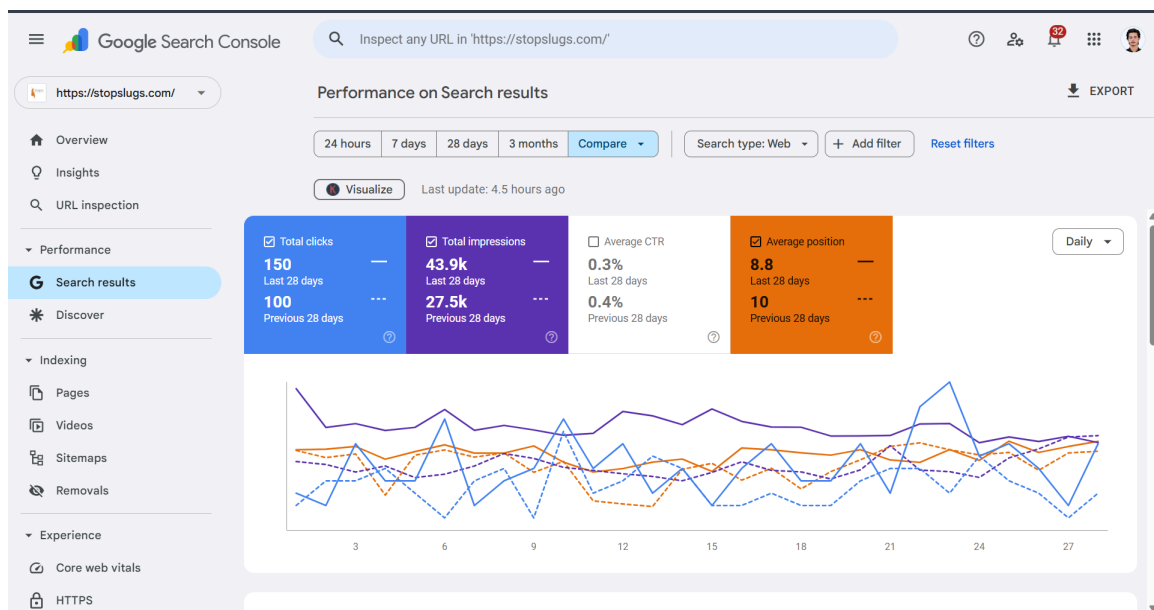 Google Search Console
Inspect any URL in 'https://stopslugs.com/'
32
https://stopslugs.com/
Performance on Search results
EXPORT
Overview
Insights
URL inspection
Performance
Search results
Discover
Indexing
Pages
Videos
Sitemaps
Removals
Experience
Core web vitals
HTTPS
24 hours
7 days
28 days
3 months
Compare
Search type: Web
Add filter
Reset filters
Visualize
Last update: 4.5 hours ago
Total clicks
150
Last 28 days
100
Previous 28 days
Total impressions
43.9k
Last 28 days
27.5k
Previous 28 days
Average CTR
0.3%
Last 28 days
0.4%
Previous 28 days
Average position
8.8
Last 28 days
10
Previous 28 days
Daily
3 6 9 12 15 18 21 24 27